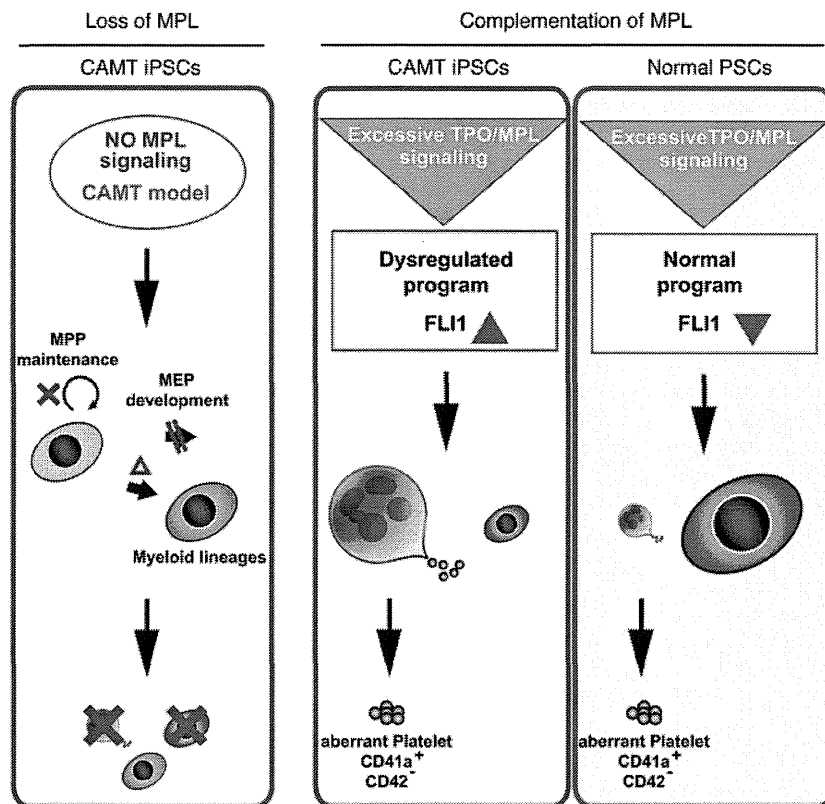 Loss of MPL
Complementation of MPL
CAMT iPSCs
CAMT iPSCs
Normal PSCs
NO MPL
signaling
CAMT model
MPP
maintenance
MEP
development
Myeloid lineages
Excessive TPO/MPL
signaling
Dysregulated
program
FLI1
aberrant Platelet
CD41a+
CD42-
ExcessiveTPO/MPL
signaling
Normal
program
FLI1
aberrant Platelet
CD41a+
CD42-